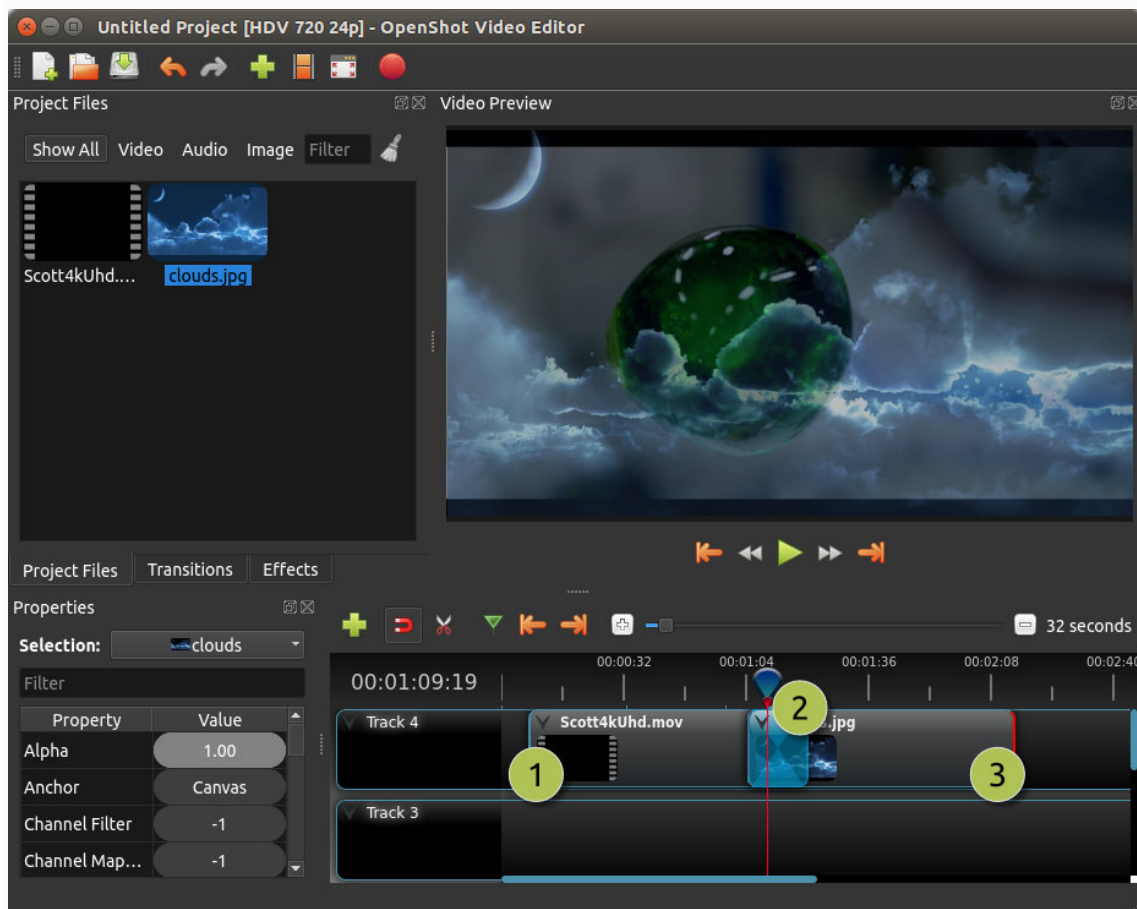 Untitled Project [HDV 720 24p] - OpenShot Video Editor
Project Files
Video Preview
Show All Video Audio Image Filter
Scott4kUhd.... clouds.jpg
Project Files Transitions Effects
Properties
Selection: clouds
32 seconds
Filter
00:01:09:19
00:00:32 00:01:04 00:01:36 00:02:08 00:02:40
Property Value
Alpha 1.00
Anchor Canvas
Channel Filter -1
Channel Map... -1
Track 4
Scott4kUhd.mov
.jpg
1
2
3
Track 3